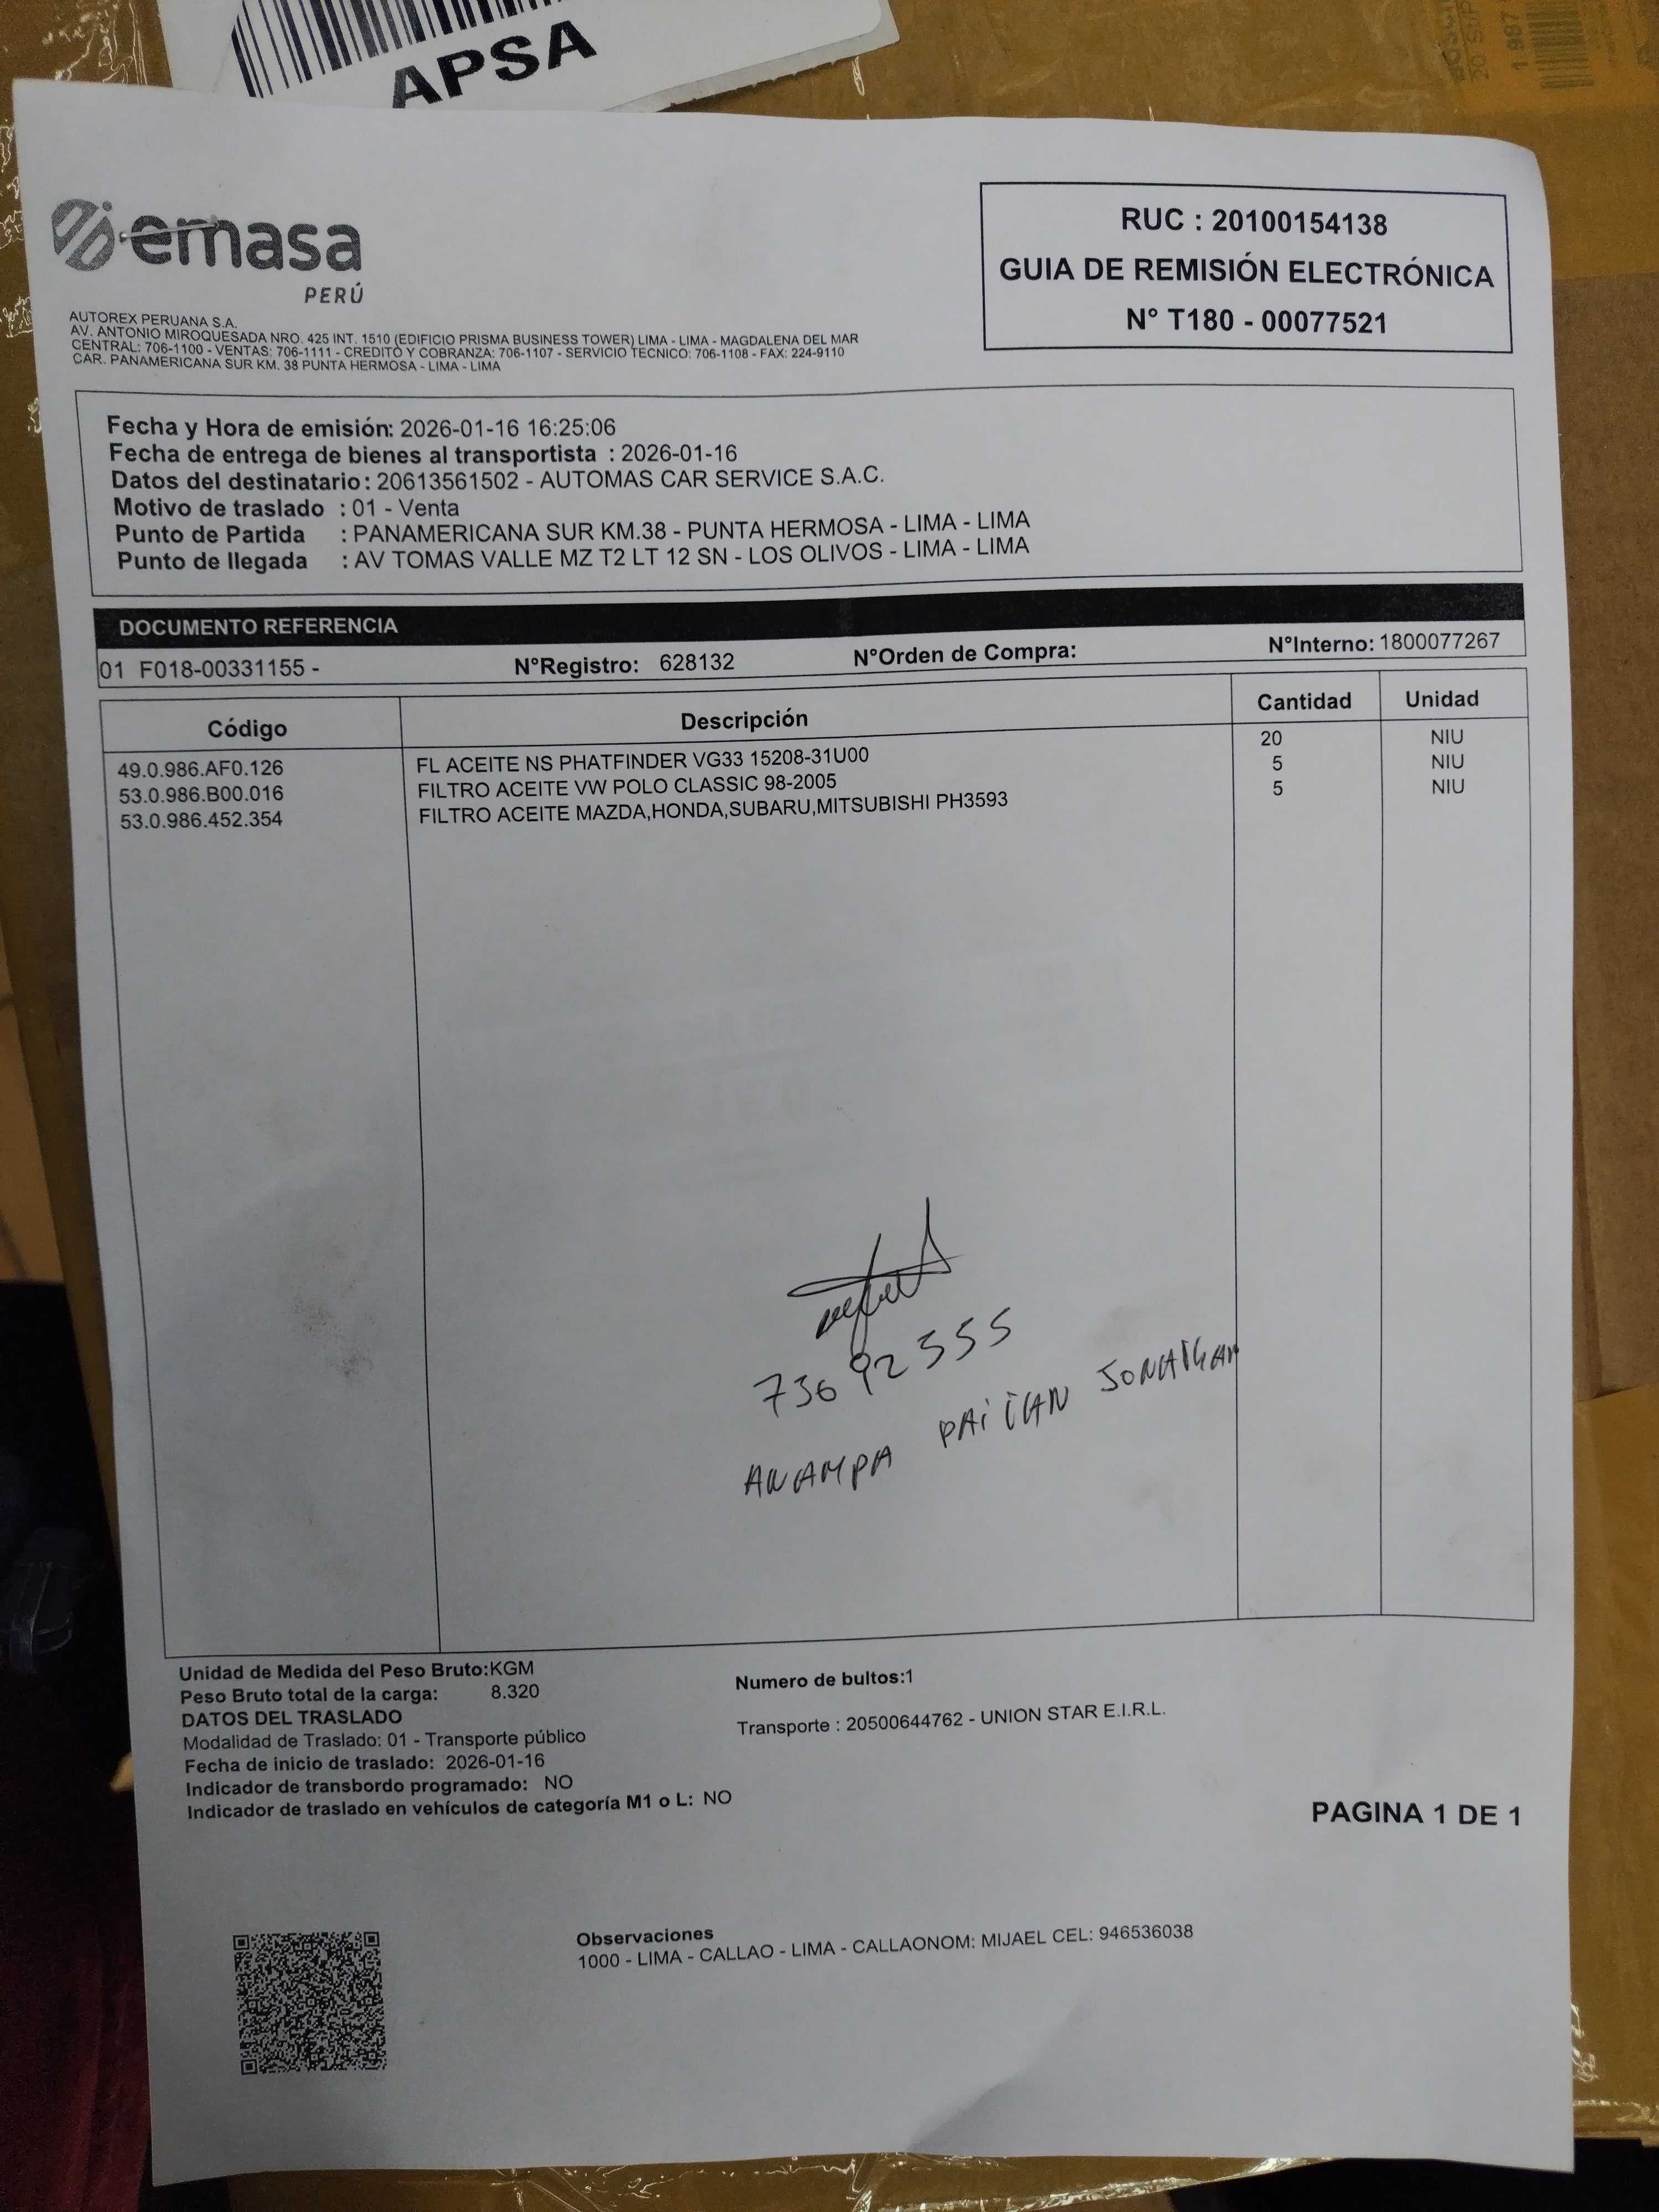 APSA
emasa
PERÚ
RUC : 20100154138
GUIA DE REMISIÓN ELECTRÓNICA
N° T180 - 00077521
AUTOREX PERUANA S.A.
AV. ANTONIO MIROQUESADA NRO. 425 INT. 1510 (EDIFICIO PRISMA BUSINESS TOWER) LIMA - LIMA - MAGDALENA DEL MAR
CENTRAL: 706-1100 - VENTAS: 706-1111 - CREDITO Y COBRANZA: 706-1107 - SERVICIO TECNICO: 706-1108 - FAX: 224-9110
CAR. PANAMERICANA SUR KM. 38 PUNTA HERMOSA - LIMA - LIMA
Fecha y Hora de emisión: 2026-01-16 16:25:06
Fecha de entrega de bienes al transportista : 2026-01-16
Datos del destinatario: 20613561502 - AUTOMAS CAR SERVICE S.A.C.
Motivo de traslado : 01 - Venta
Punto de Partida : PANAMERICANA SUR KM.38 - PUNTA HERMOSA - LIMA - LIMA
Punto de llegada : AV TOMAS VALLE MZ T2 LT 12 SN - LOS OLIVOS - LIMA - LIMA
DOCUMENTO REFERENCIA
01 F018-00331155 - N°Registro: 628132 N°Orden de Compra: N°Interno: 1800077267
Código Descripción Cantidad Unidad
49.0.986.AF0.126 FL ACEITE NS PHATFINDER VG33 15208-31U00 20 NIU
53.0.986.B00.016 FILTRO ACEITE VW POLO CLASSIC 98-2005 5 NIU
53.0.986.452.354 FILTRO ACEITE MAZDA,HONDA,SUBARU,MITSUBISHI PH3593 5 NIU
73692555
ANAMPA PAITAN JONATHAN
Unidad de Medida del Peso Bruto:KGM
Peso Bruto total de la carga: 8.320
Numero de bultos:1
DATOS DEL TRASLADO
Modalidad de Traslado: 01 - Transporte público
Transporte : 20500644762 - UNION STAR E.I.R.L.
Fecha de inicio de traslado: 2026-01-16
Indicador de transbordo programado: NO
Indicador de traslado en vehículos de categoría M1 o L: NO
PAGINA 1 DE 1
Observaciones
1000 - LIMA - CALLAO - LIMA - CALLAONOM: MIJAEL CEL: 946536038